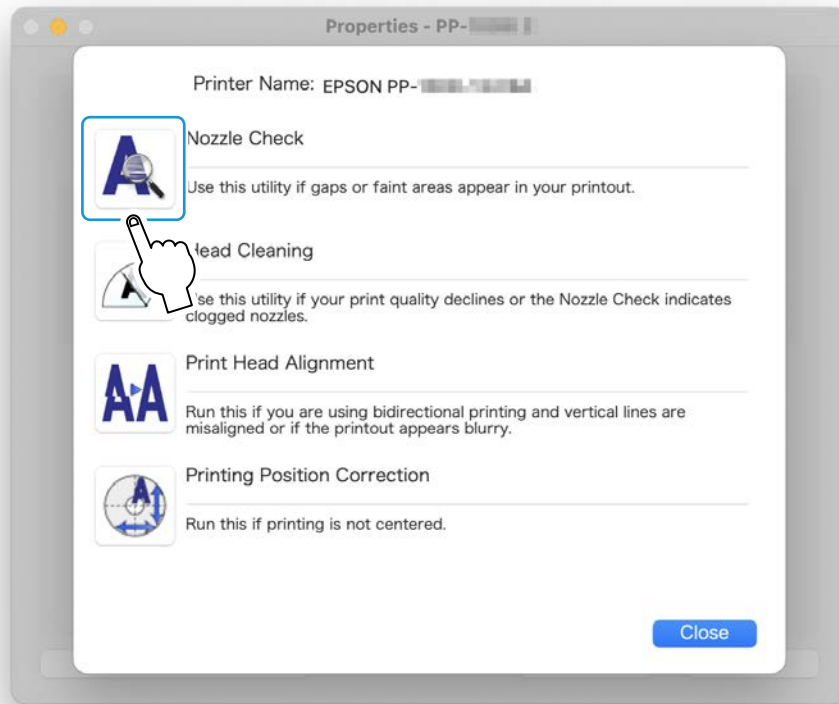 Properties - PP-
Printer Name: EPSON PP-
Nozzle Check
Use this utility if gaps or faint areas appear in your printout.
Head Cleaning
Use this utility if your print quality declines or the Nozzle Check indicates
clogged nozzles.
Print Head Alignment
Run this if you are using bidirectional printing and vertical lines are
misaligned or if the printout appears blurry.
Printing Position Correction
Run this if printing is not centered.
Close